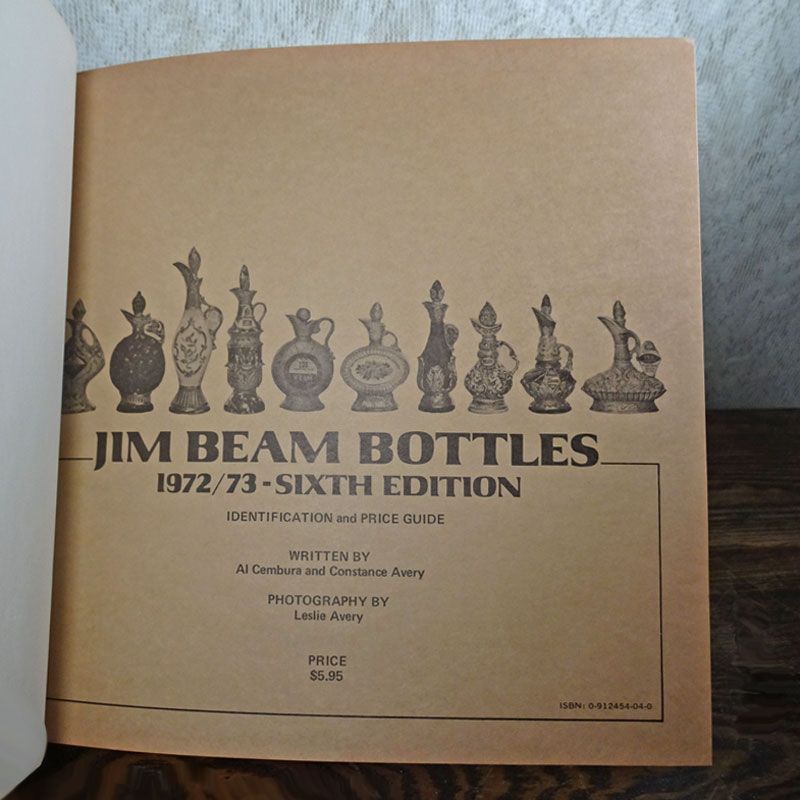 JIM BEAM BOTTLES
1972/73-SIXTH EDITION
IDENTIFICATION and PRICE GUIDE
WRITTEN BY
Al Cembura and Constance Avery
PHOTOGRAPHY BY
Leslie Avery
PRICE
$5.95
ISBN: 0-912454-04-0